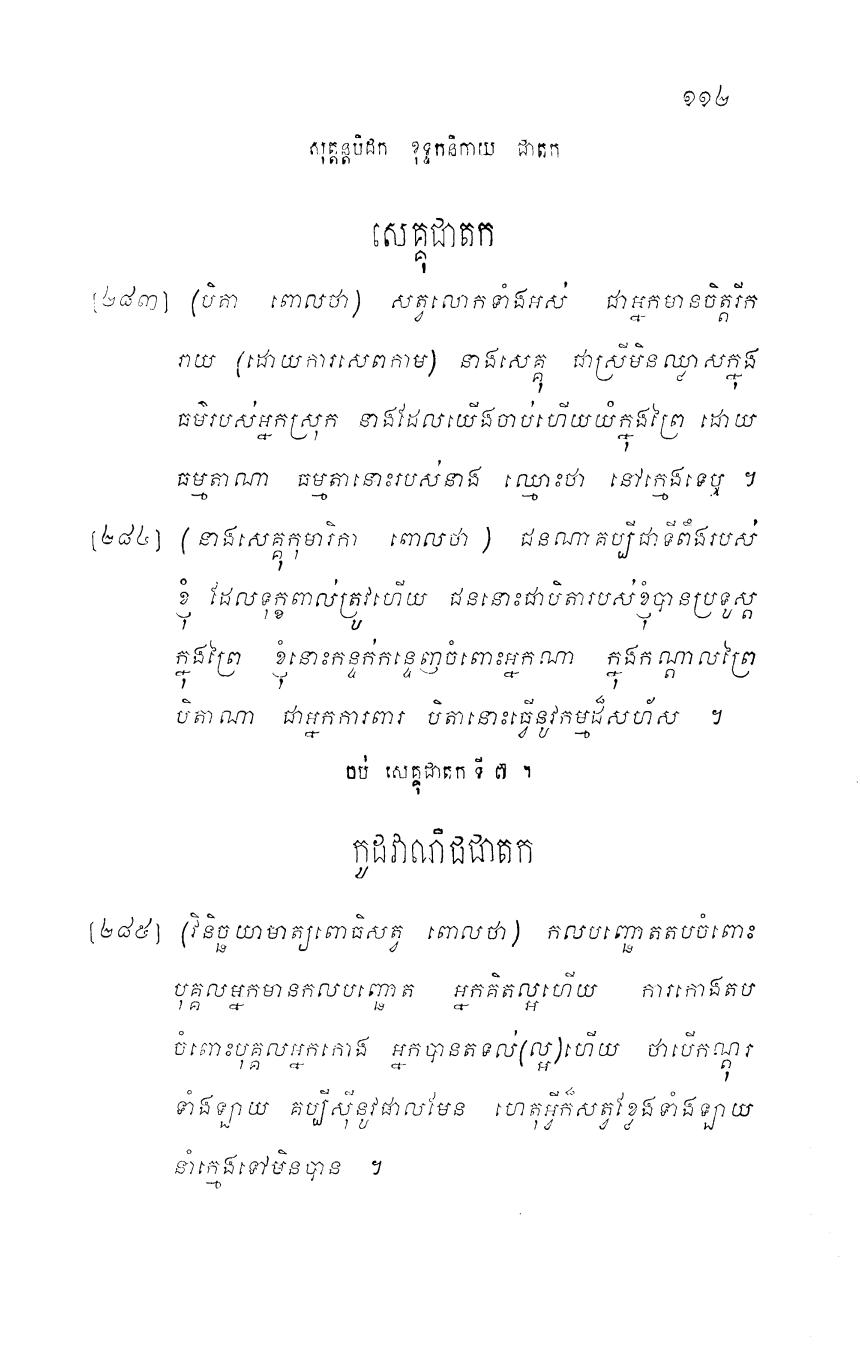 ១១៤
សុត្តន្តបិដក ខុទ្ទកនិកាយ ជាតក
សេគ្គុជាតក
[២៨៣] (បិតា ពោលថា) សត្វលោកទាំងអស់ ជាអ្នកមានចិត្តរីក
រាយ (ដោយការសេពកាម) នាងសេគ្គុ ជាស្រីមិនឈ្លាសក្នុង
ធម៌របស់អ្នកស្រុក នាងដែលយើងចាប់ហើយយំក្នុងព្រៃ ដោយ
ធម្មតាណា ធម្មតានោះរបស់នាង ឈ្មោះថា នៅក្មេងទេឬ ។
[២៨៤] (នាងសេគ្គុកុមារិកា ពោលថា) ជនណាគប្បីជាទីពឹងរបស់
ខ្ញុំ ដែលទុក្ខពាល់ត្រូវហើយ ជននោះជាបិតារបស់ខ្ញុំបានប្រទូស្ត
ក្នុងព្រៃ ខ្ញុំនោះកន្ទក់កន្ទេញចំពោះអ្នកណា ក្នុងកណ្តាលព្រៃ
បិតាណា ជាអ្នកការពារ បិតានោះធ្វើនូវកម្មដ៏សហ័ស ។
ចប់ សេគ្គុជាតក ទី ៧ ។
កូដវាណិជជាតក
[២៨៥] (វិនិច្ឆយាមាត្យពោធិសត្វ ពោលថា) កលបញ្ឆោតតបចំពោះ
បុគ្គលអ្នកមានកលបញ្ឆោត អ្នកគិតល្អហើយ ការកោងតប
ចំពោះបុគ្គលអ្នកកោង អ្នកបានតទល់(ល្អ)ហើយ ថាបើកណ្តុរ
ទាំងឡាយ គប្បីស៊ីនូវផាលមែន ហេតុអ្វីក៏សត្វខ្លែងទាំងឡាយ
នាំក្មេងទៅមិនបាន ។